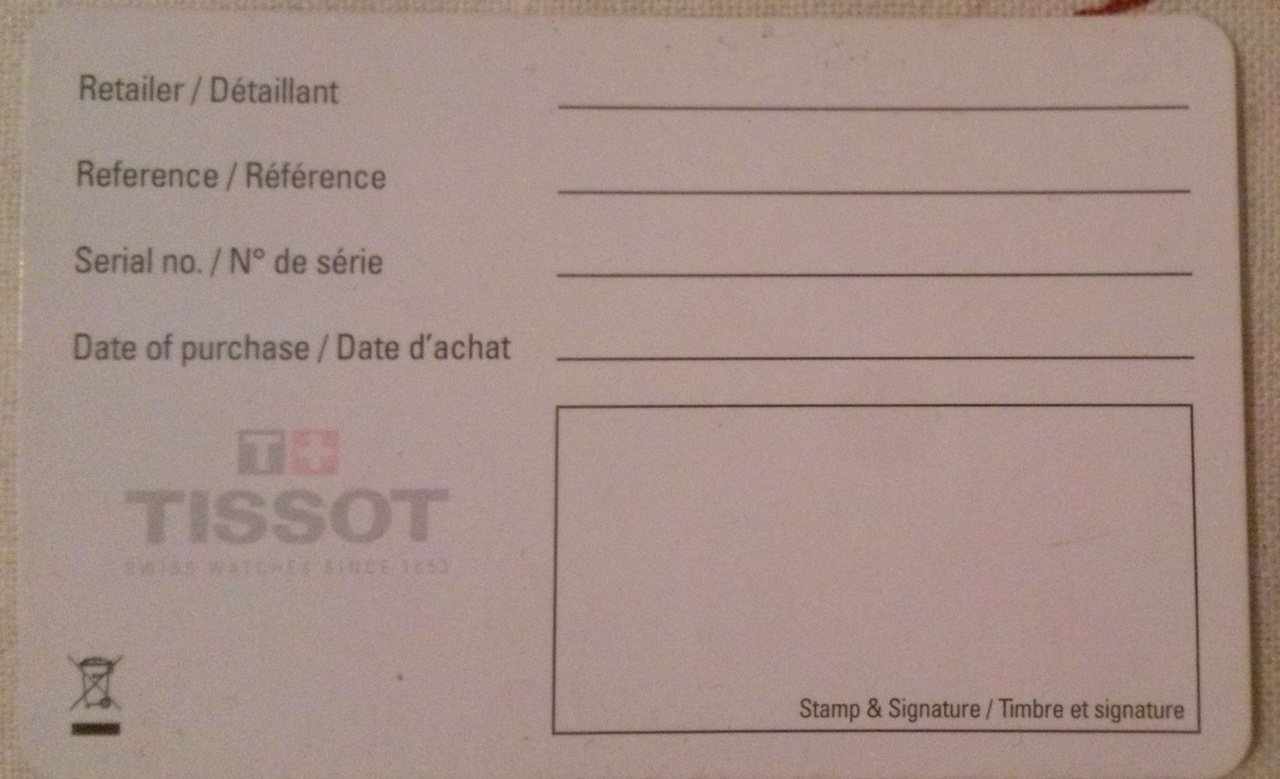 Retailer / Détaillant
Reference / Référence
Serial no. / N° de série
Date of purchase / Date d'achat
T+
TISSOT
SWISS WATCHES SINCE 1853
Stamp & Signature / Timbre et signature